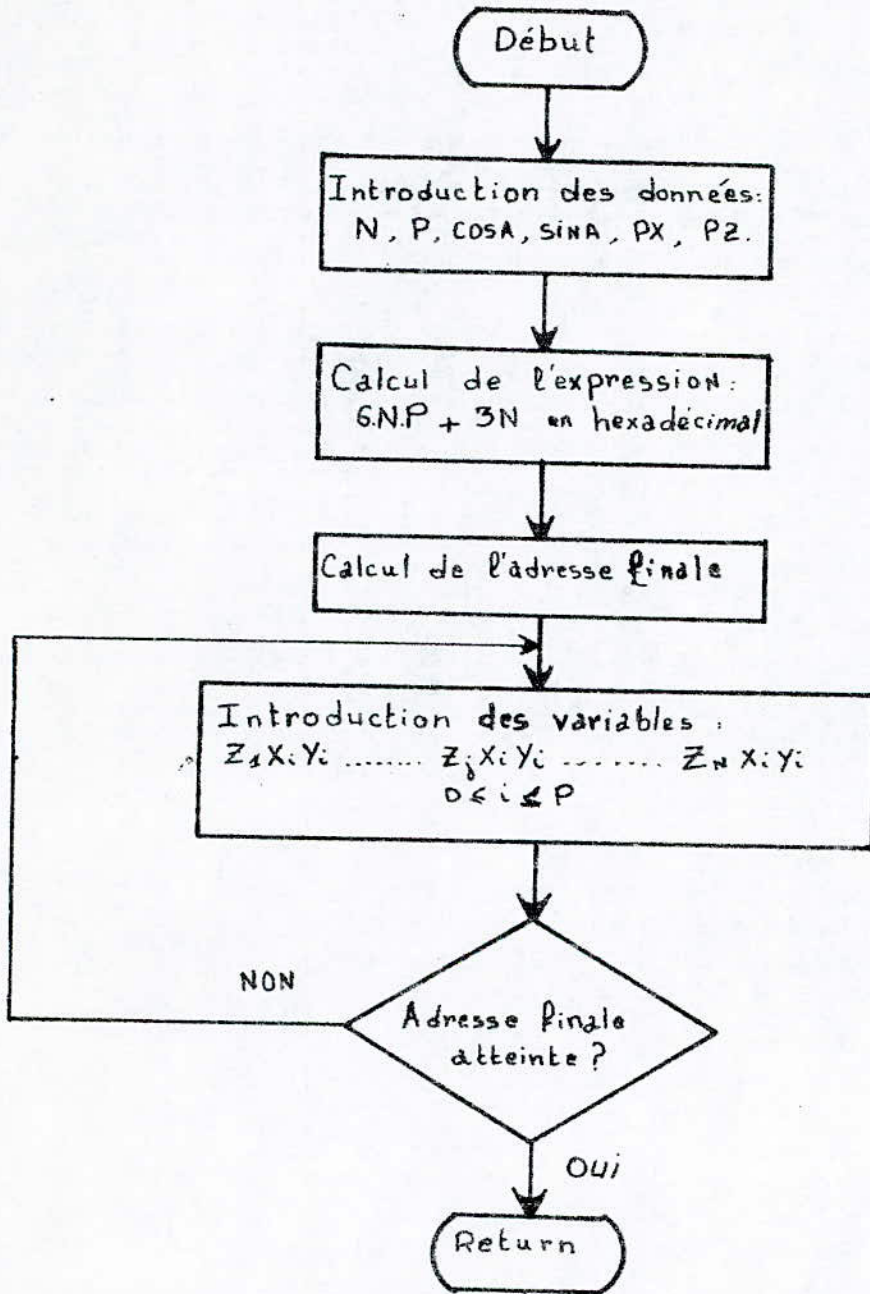 Début
Introduction des données:
N, P, COSA, SINA, PX, PZ.
Calcul de l'expression:
6.N.P + 3N en hexadécimal
Calcul de l'adresse finale
Introduction des variables:
Z1XiYi ........ ZjXiYi ........ ZNXiYi
0≤i≤P
NON
Adresse finale
atteinte?
Oui
Return